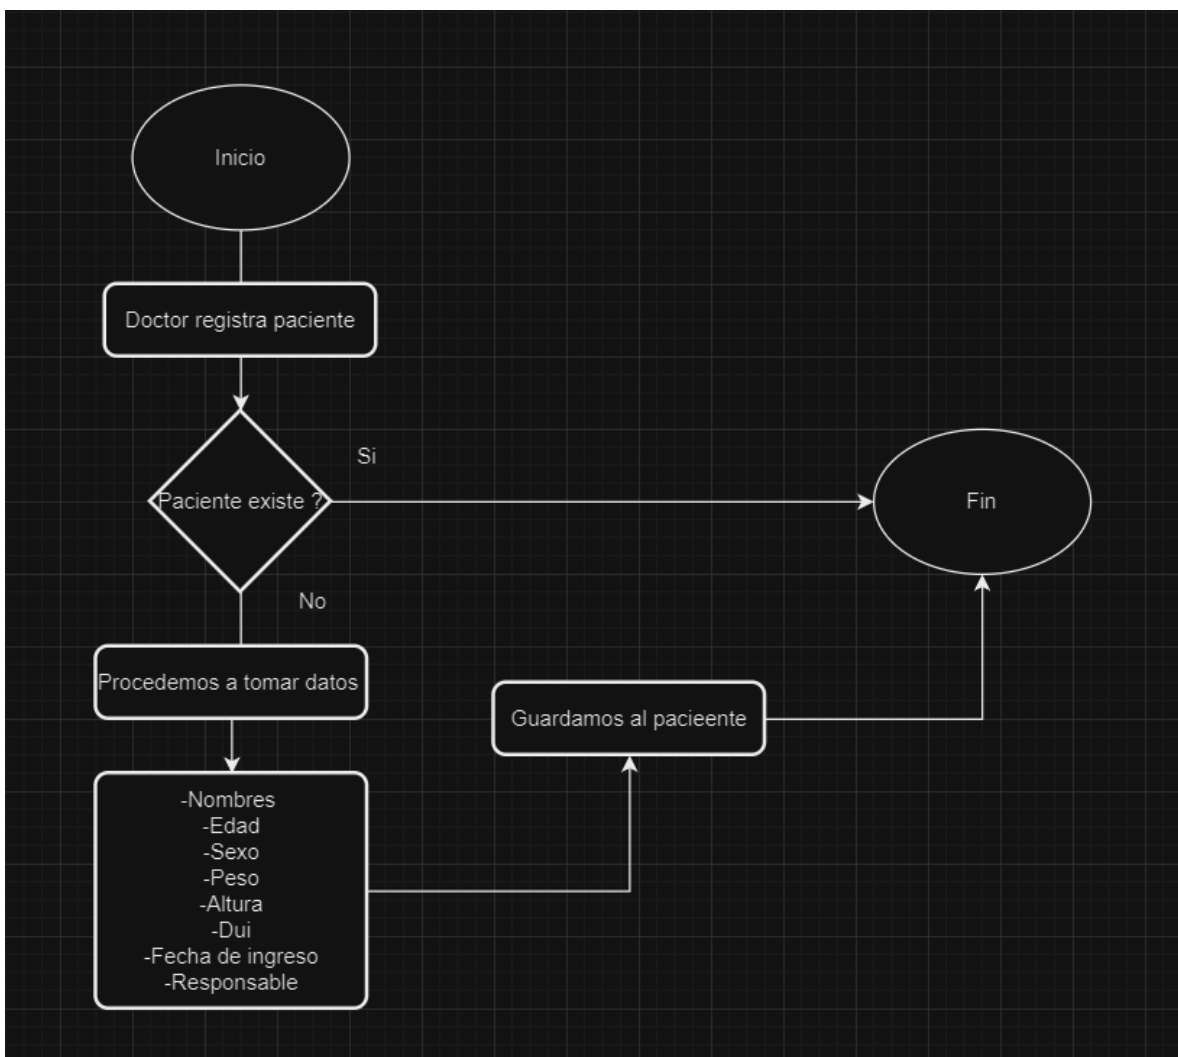 Inicio
Doctor registra paciente
Si
Paciente existe ?
Fin
No
Procedemos a tomar datos
Guardamos al pacieente
-Nombres
-Edad
-Sexo
-Peso
-Altura
-Dui
-Fecha de ingreso
-Responsable